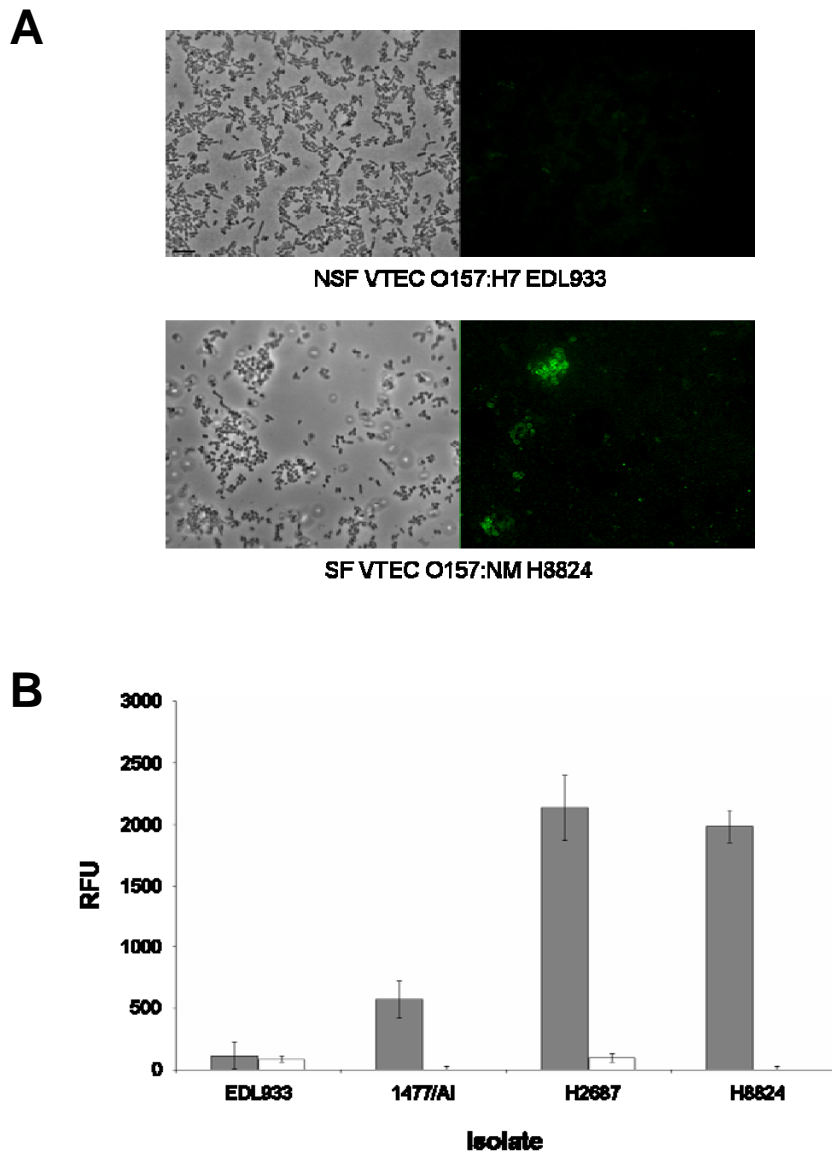 A
NSF VTEC O157:H7 EDL933
SF VTEC O157:NM H8824
B
3000
2500
2000
1500
1000
500
0
RFU
EDL933 1477/AI H2687 H8824
Isolate